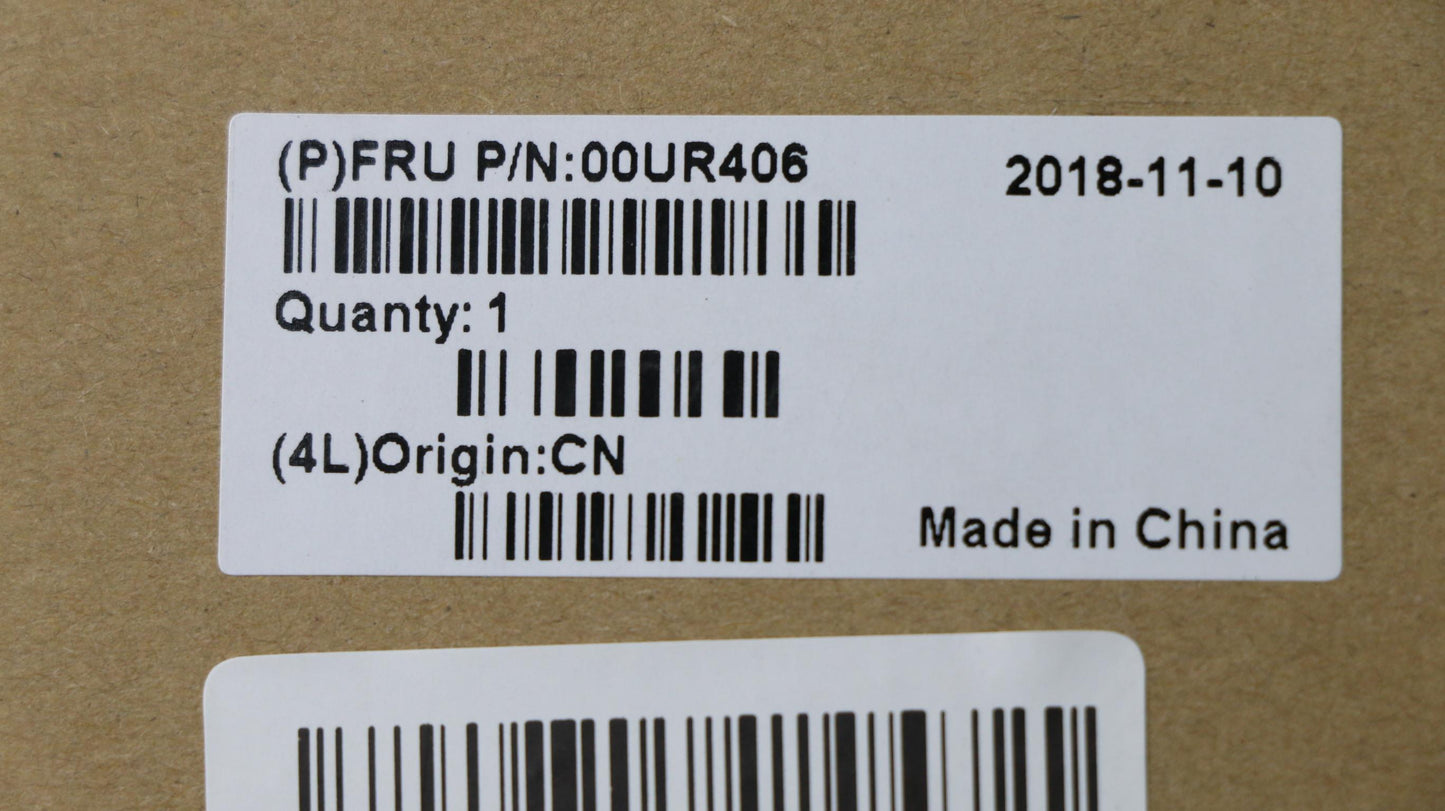 (P)FRU P/N:00UR406
2018-11-10
Quanty: 1
(4L)Origin:CN
Made in China